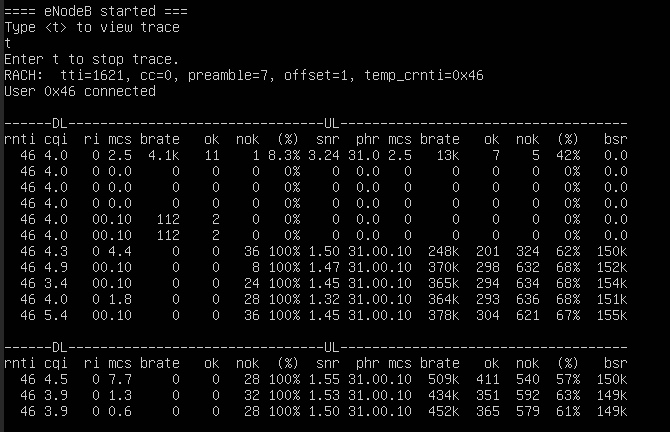 ==== eNodeB started ===
Type <t> to view trace
t
Enter t to stop trace.
RACH:  tti=1621, cc=0, preamble=7, offset=1, temp_crnti=0x46
User 0x46 connected

------DL--------------------------------UL------------------------------------
rnti cqi  ri mcs brate   ok  nok  (%)  snr  phr mcs brate   ok  nok  (%)   bsr
  46 4.0   0 2.5  4.1k   11    1 8.3% 3.24 31.0 2.5   13k    7    5  42%   0.0
  46 4.0   0 0.0     0    0    0   0%    0    0 0.0     0    0    0   0%   0.0
  46 4.0   0 0.0     0    0    0   0%    0    0 0.0     0    0    0   0%   0.0
  46 4.0   0 0.0     0    0    0   0%    0    0 0.0     0    0    0   0%   0.0
  46 4.0   00.10   112    2    0   0%    0    0 0.0     0    0    0   0%   0.0
  46 4.0   00.10   112    2    0   0%    0    0 0.0     0    0    0   0%   0.0
  46 4.3   0 4.4     0    0   36 100% 1.50 31.00.10  248k  201  324  62%  150k
  46 4.9   00.10     0    0    8 100% 1.47 31.00.10  370k  298  632  68%  152k
  46 3.4   00.10     0    0   24 100% 1.45 31.00.10  365k  294  634  68%  154k
  46 4.0   0 1.8     0    0   28 100% 1.32 31.00.10  364k  293  636  68%  151k
  46 5.4   00.10     0    0   36 100% 1.45 31.00.10  378k  304  621  67%  155k

------DL--------------------------------UL------------------------------------
rnti cqi  ri mcs brate   ok  nok  (%)  snr  phr mcs brate   ok  nok  (%)   bsr
  46 4.5   0 7.7     0    0   28 100% 1.55 31.00.10  509k  411  540  57%  150k
  46 3.9   0 1.3     0    0   32 100% 1.53 31.00.10  434k  351  592  63%  149k
  46 3.9   0 0.6     0    0   28 100% 1.50 31.00.10  452k  365  579  61%  149k